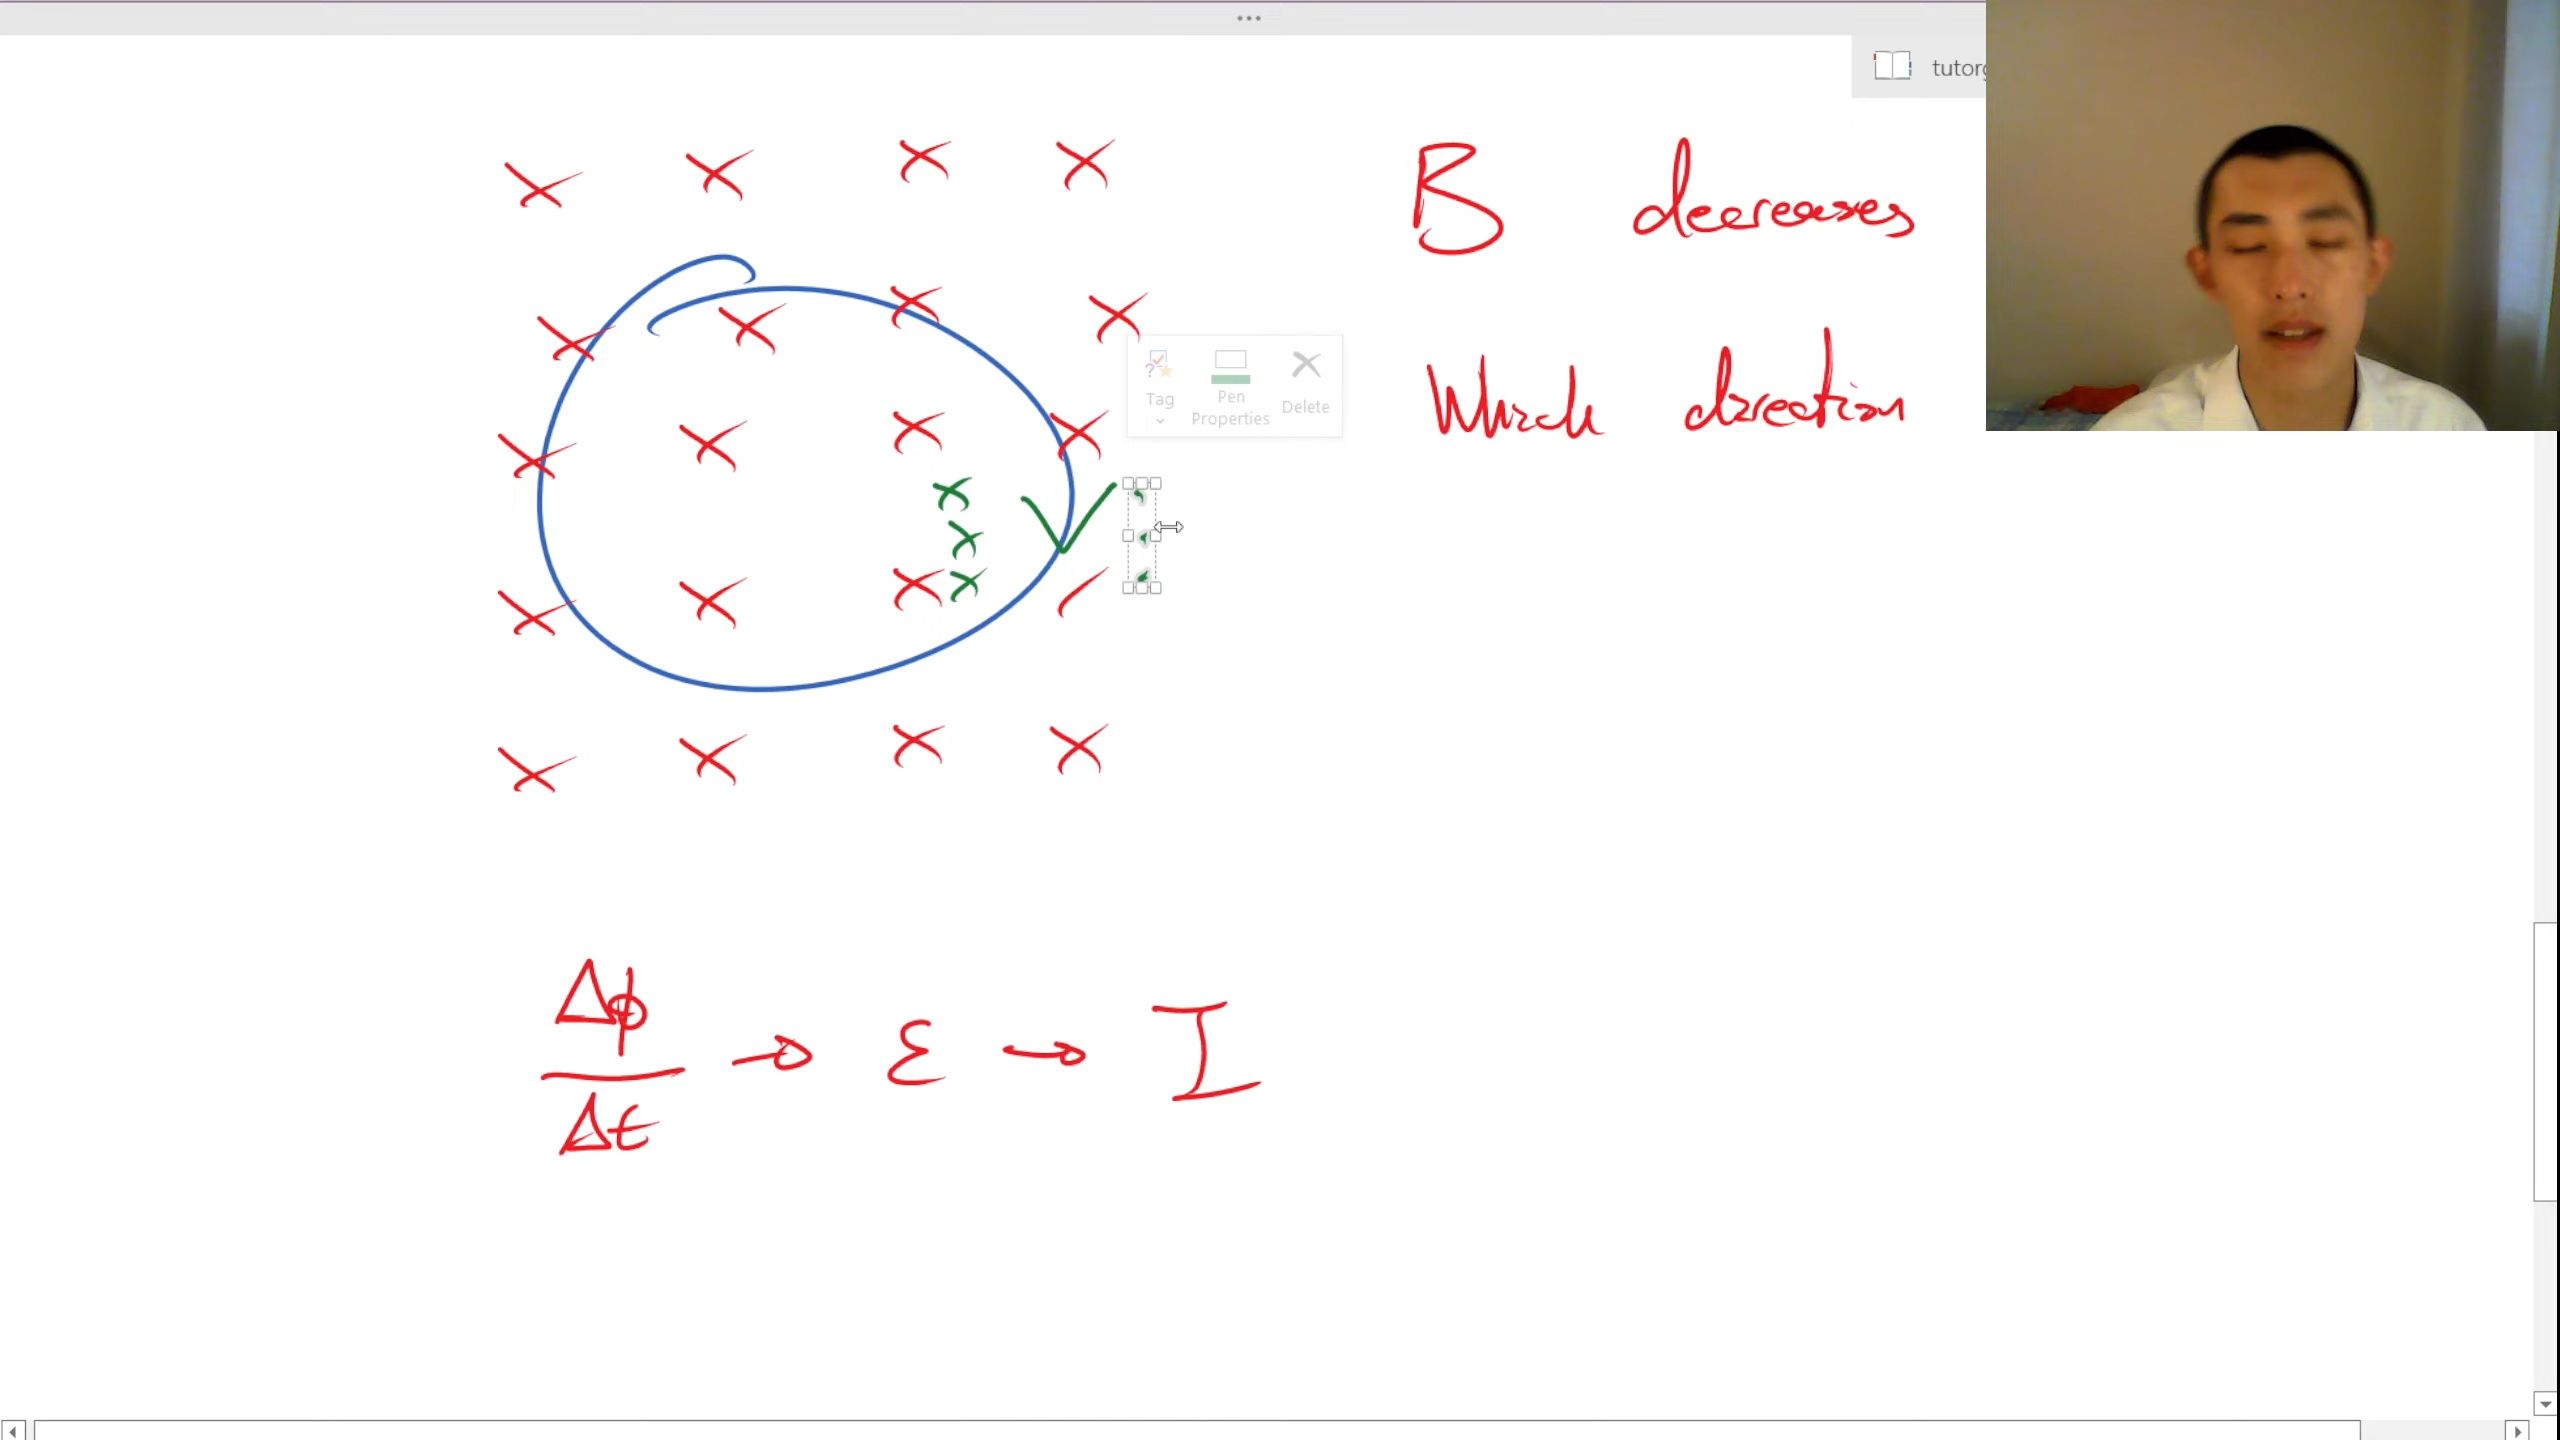 tutor
B decreases
Which direction
Tag
Pen
Properties
Delete
x x x x
x x x x
x x x x
x
x
x x x x
x x x x
Δϕ
Δt
→ ε → I